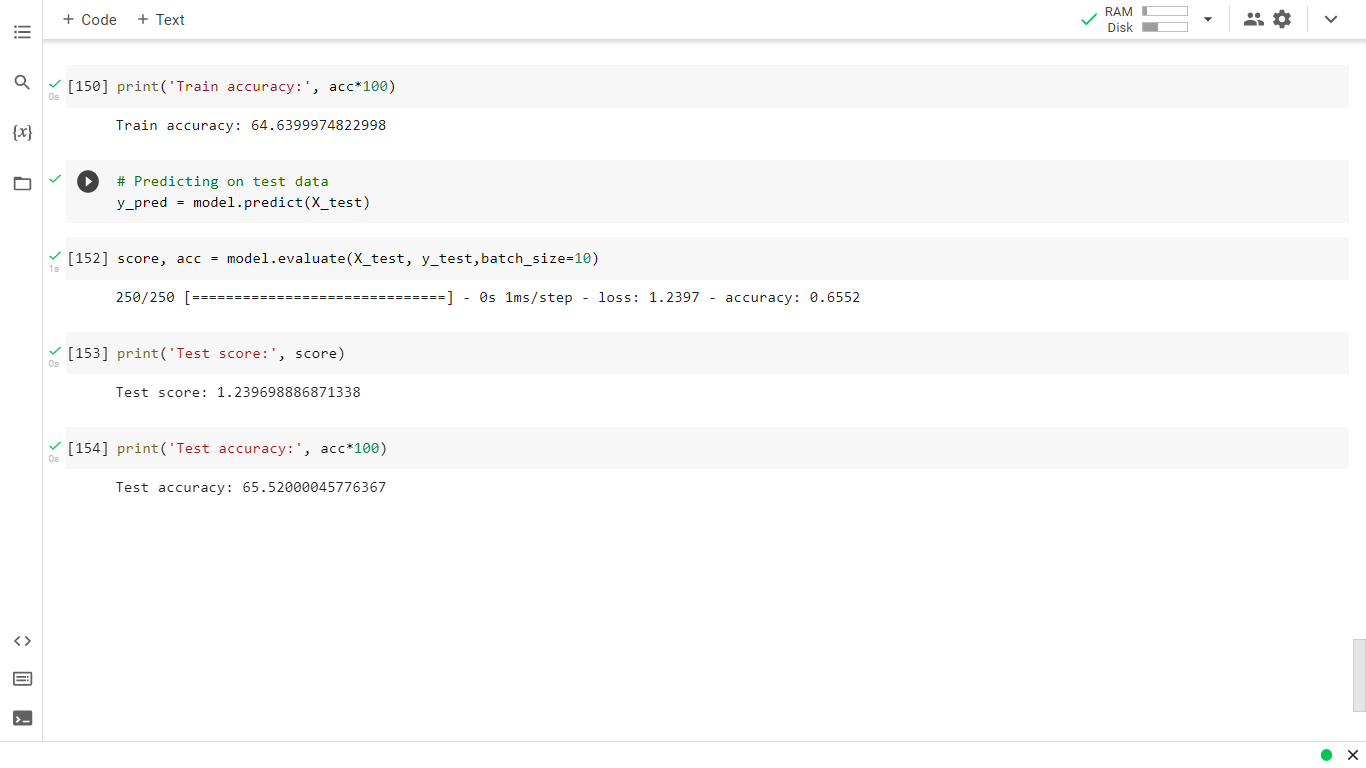 + Code + Text
RAM
Disk
{x}
[150] print('Train accuracy:', acc*100)
0s
Train accuracy: 64.6399974822998
# Predicting on test data
y_pred = model.predict(X_test)
[152] score, acc = model.evaluate(X_test, y_test,batch_size=10)
1s
250/250 [==============================] - 0s 1ms/step - loss: 1.2397 - accuracy: 0.6552
[153] print('Test score:', score)
0s
Test score: 1.239698886871338
[154] print('Test accuracy:', acc*100)
0s
Test accuracy: 65.52000045776367